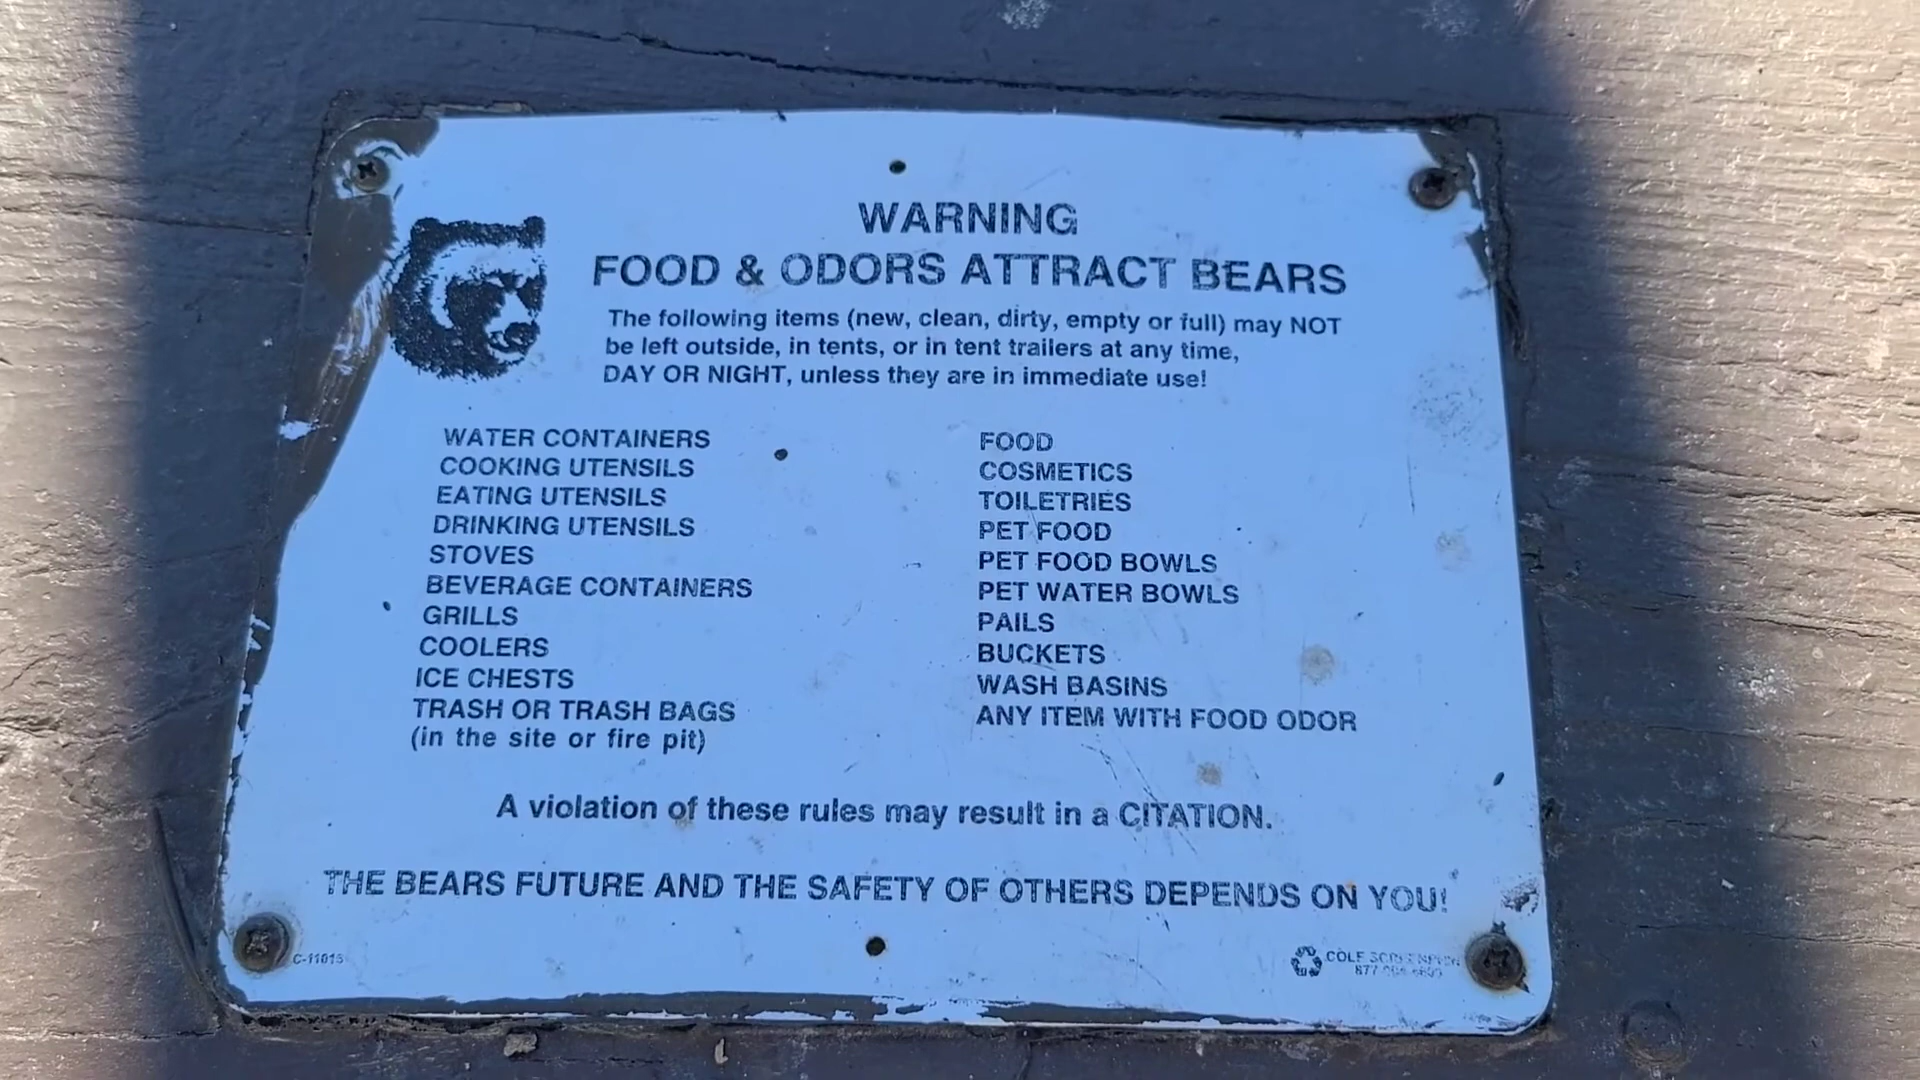 WARNING
FOOD & ODORS ATTRACT BEARS
The following items (new, clean, dirty, empty or full) may NOT
be left outside, in tents, or in tent trailers at any time,
DAY OR NIGHT, unless they are in immediate use!
WATER CONTAINERS
COOKING UTENSILS
EATING UTENSILS
DRINKING UTENSILS
STOVES
BEVERAGE CONTAINERS
GRILLS
COOLERS
ICE CHESTS
TRASH OR TRASH BAGS
(in the site or fire pit)
FOOD
COSMETICS
TOILETRIES
PET FOOD
PET FOOD BOWLS
PET WATER BOWLS
PAILS
BUCKETS
WASH BASINS
ANY ITEM WITH FOOD ODOR
A violation of these rules may result in a CITATION.
THE BEARS FUTURE AND THE SAFETY OF OTHERS DEPENDS ON YOU!
COLE
877